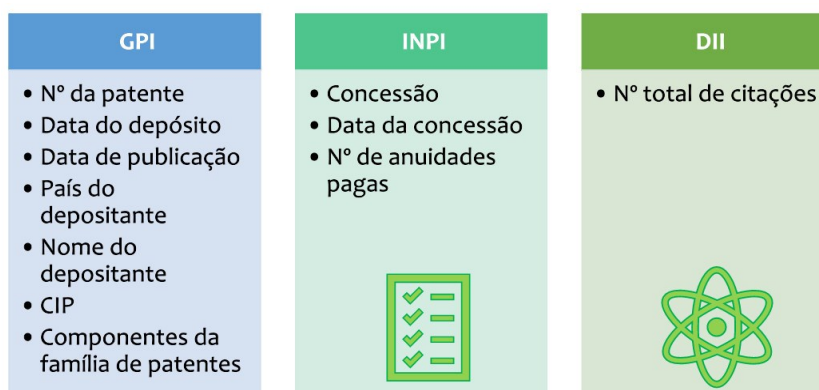 GPI
• Nº da patente
• Data do depósito
• Data de publicação
• País do
depositante
• Nome do
depositante
• CIP
• Componentes da
família de patentes
INPI
• Concessão
• Data da concessão
• Nº de anuidades
pagas
DII
• Nº total de citações